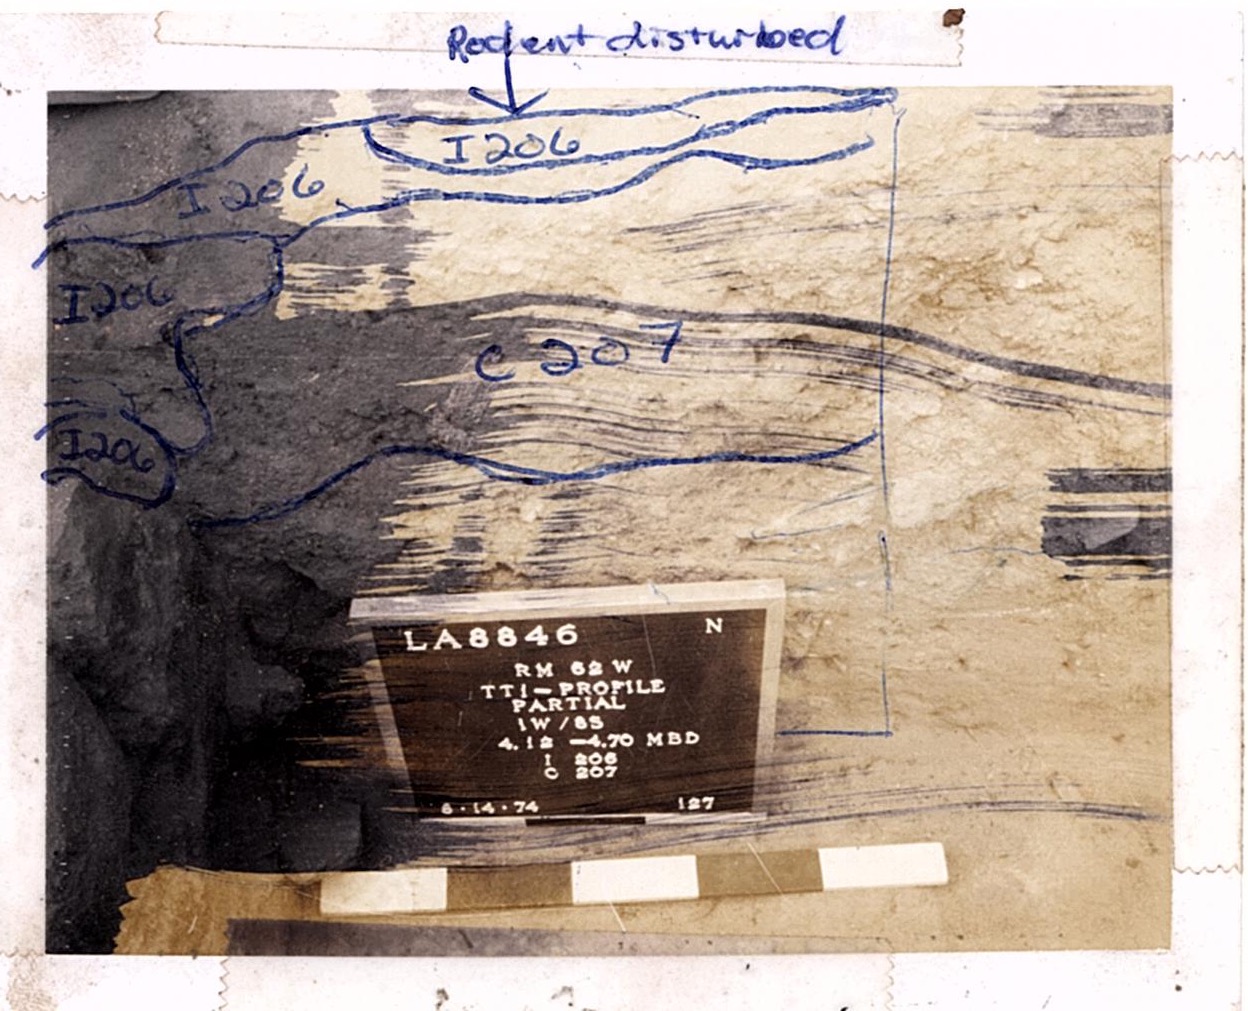 Rodent disturbed
I206
I206
I206
C207
I206
LA8846 N
RM 62 W
TT1-PROFILE
PARTIAL
1W/8S
4.12 -4.70 MBD
I 206
C 207
6·14·74 127